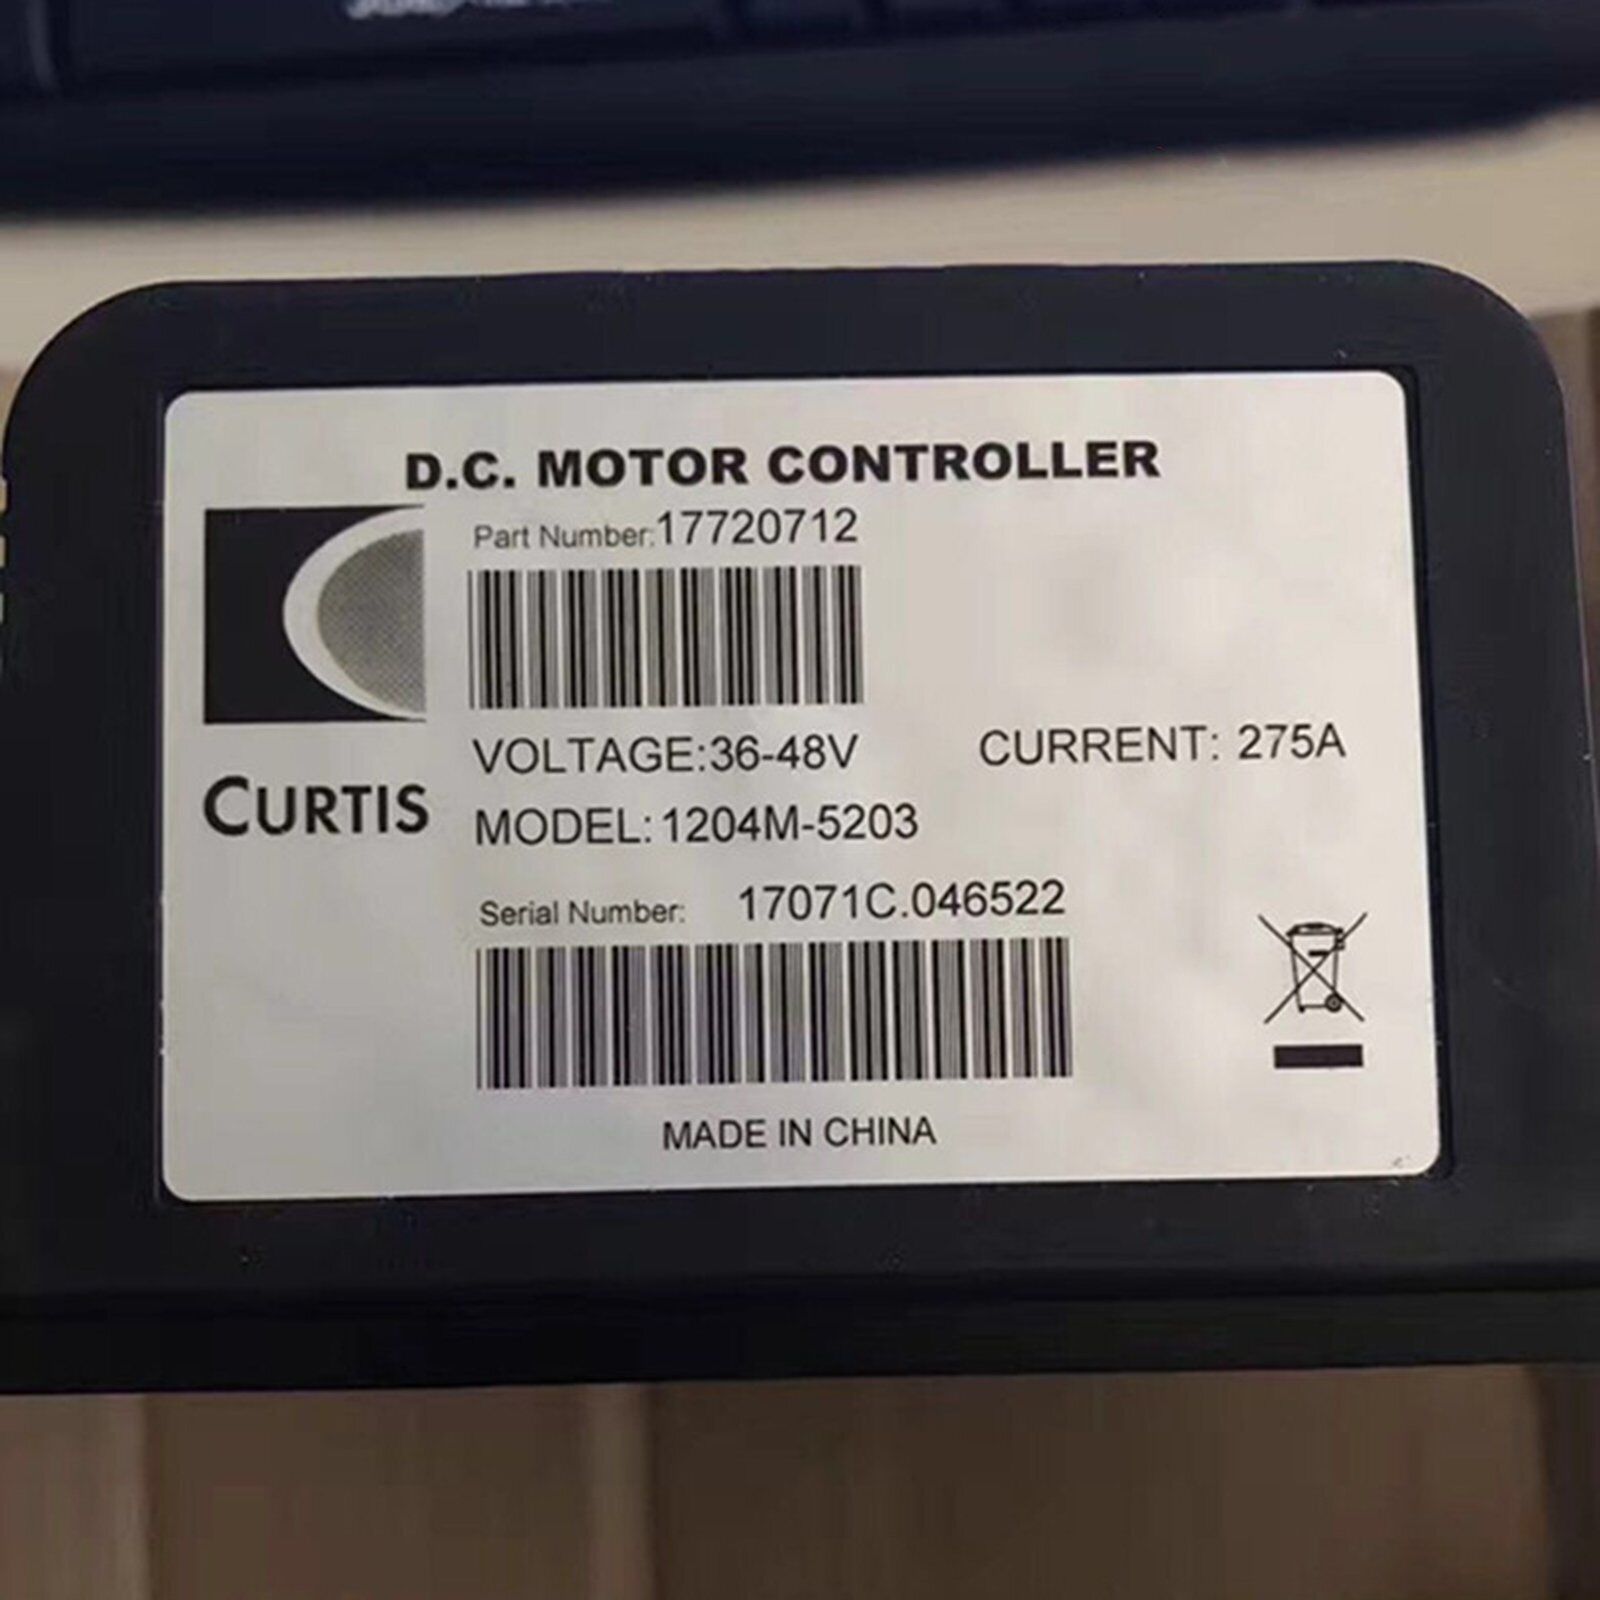 D.C. MOTOR CONTROLLER
Part Number:17720712
VOLTAGE:36-48V CURRENT: 275A
CURTIS
MODEL:1204M-5203
Serial Number: 17071C.046522
MADE IN CHINA